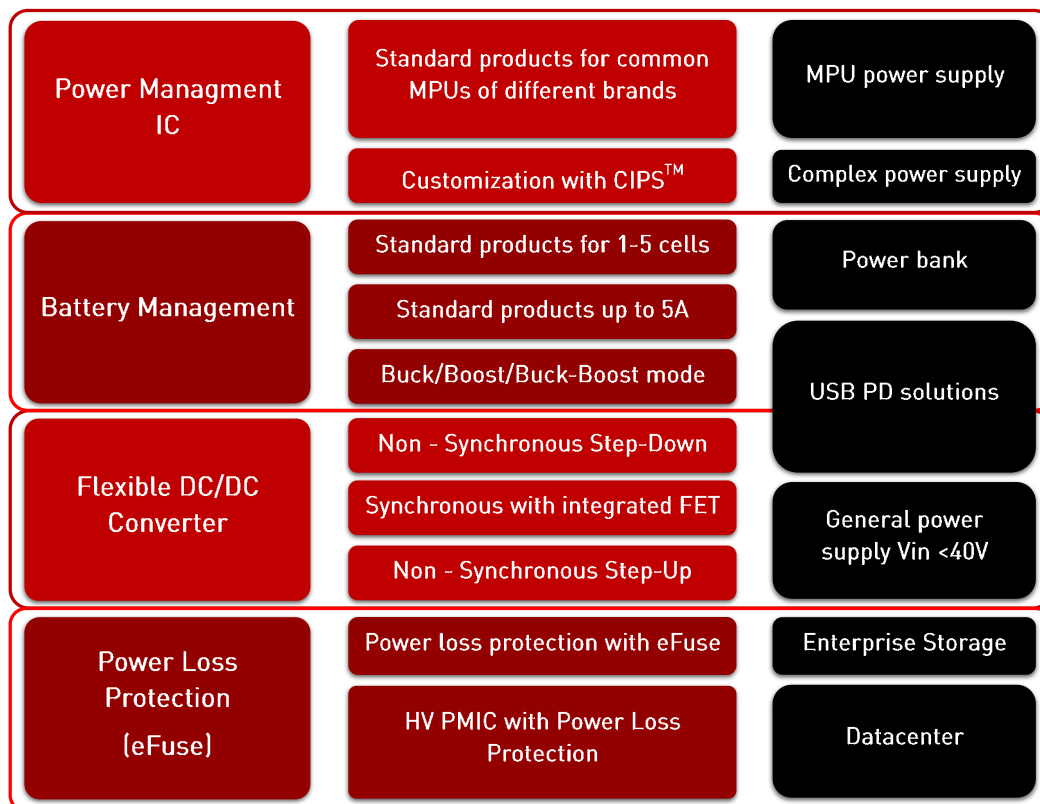 Power Managment
IC
Standard products for common
MPUs of different brands
MPU power supply
Customization with CIPS™
Complex power supply
Battery Management
Standard products for 1-5 cells
Standard products up to 5A
Buck/Boost/Buck-Boost mode
Power bank
USB PD solutions
Flexible DC/DC
Converter
Non - Synchronous Step-Down
Synchronous with integrated FET
Non - Synchronous Step-Up
General power
supply Vin <40V
Power Loss
Protection
(eFuse)
Power loss protection with eFuse
HV PMIC with Power Loss
Protection
Enterprise Storage
Datacenter